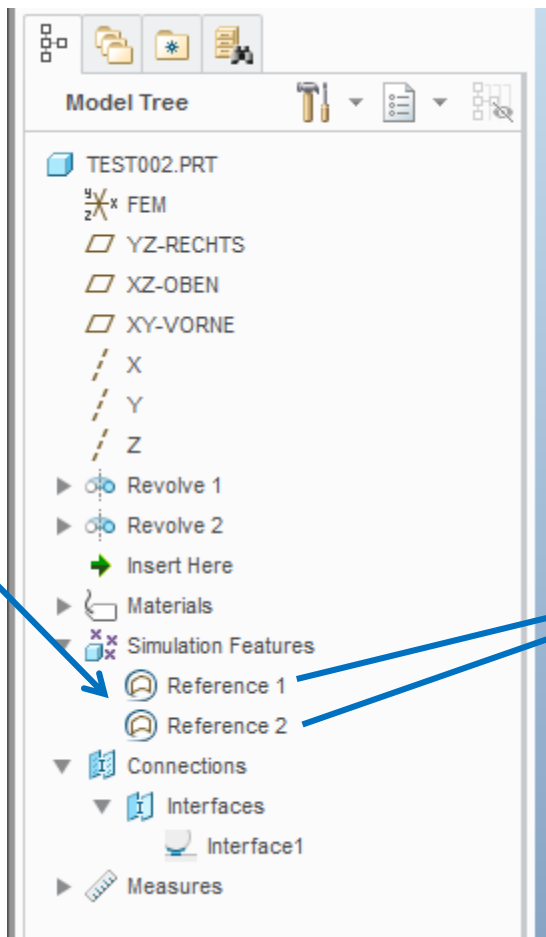 Model Tree
TEST002.PRT
FEM
YZ-RECHTS
XZ-OBEN
XY-VORNE
X
Y
Z
Revolve 1
Revolve 2
Insert Here
Materials
Simulation Features
Reference 1
Reference 2
Connections
Interfaces
Interface1
Measures